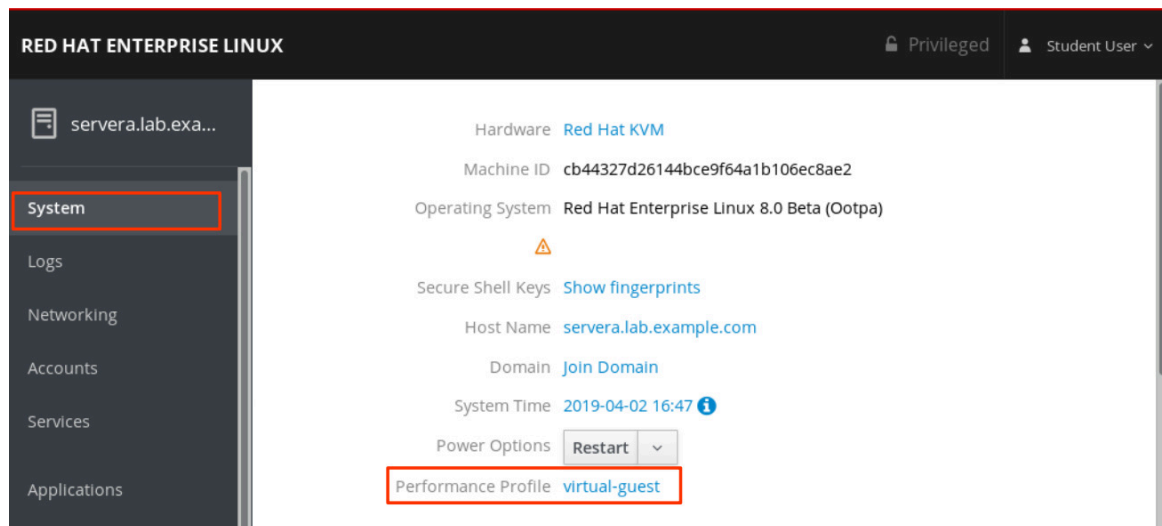 RED HAT ENTERPRISE LINUX
Privileged
Student User
servera.lab.exa...
System
Logs
Networking
Accounts
Services
Applications
Hardware Red Hat KVM
Machine ID cb44327d26144bce9f64a1b106ec8ae2
Operating System Red Hat Enterprise Linux 8.0 Beta (Ootpa)
Secure Shell Keys Show fingerprints
Host Name servera.lab.example.com
Domain Join Domain
System Time 2019-04-02 16:47
Power Options Restart
Performance Profile virtual-guest